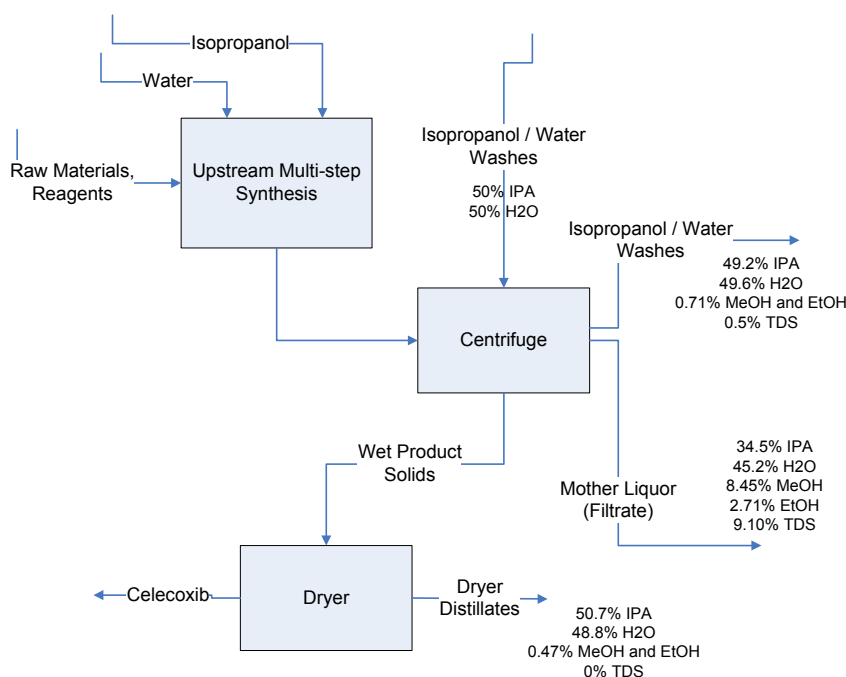 Isopropanol
Water
Raw Materials,
Reagents
Upstream Multi-step
Synthesis
Isopropanol / Water
Washes
50% IPA
50% H2O
Isopropanol / Water
Washes
49.2% IPA
49.6% H2O
0.71% MeOH and EtOH
0.5% TDS
Centrifuge
Wet Product
Solids
Mother Liquor
(Filtrate)
34.5% IPA
45.2% H2O
8.45% MeOH
2.71% EtOH
9.10% TDS
Celecoxib
Dryer
Dryer
Distillates
50.7% IPA
48.8% H2O
0.47% MeOH and EtOH
0% TDS